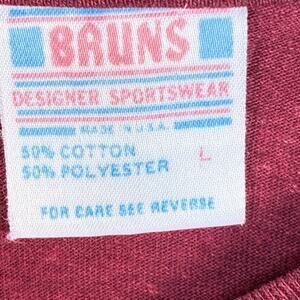 BAUNS
DESIGNER SPORTSWEAR
MADE IN U.S.A.
50% COTTON L
50% POLYESTER
FOR CARE SEE REVERSE